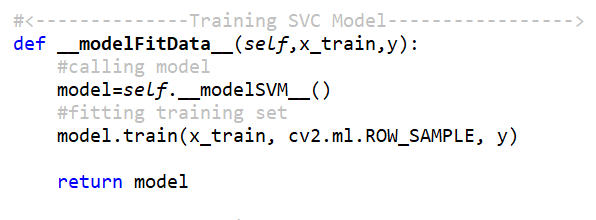 #<--------------Training SVC Model----------------->
def __modelFitData__(self,x_train,y):
    #calling model
    model=self.__modelSVM__()
    #fitting training set
    model.train(x_train, cv2.ml.ROW_SAMPLE, y)
    return model